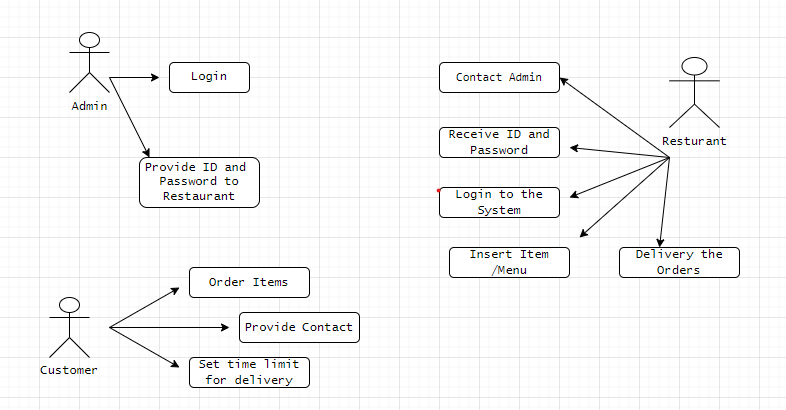 Login
Admin
Provide ID and
Password to
Restaurant
Contact Admin
Resturant
Receive ID and
Password
Login to the
System
Insert Item
/Menu
Delivery the
Orders
Order Items
Provide Contact
Customer
Set time limit
for delivery